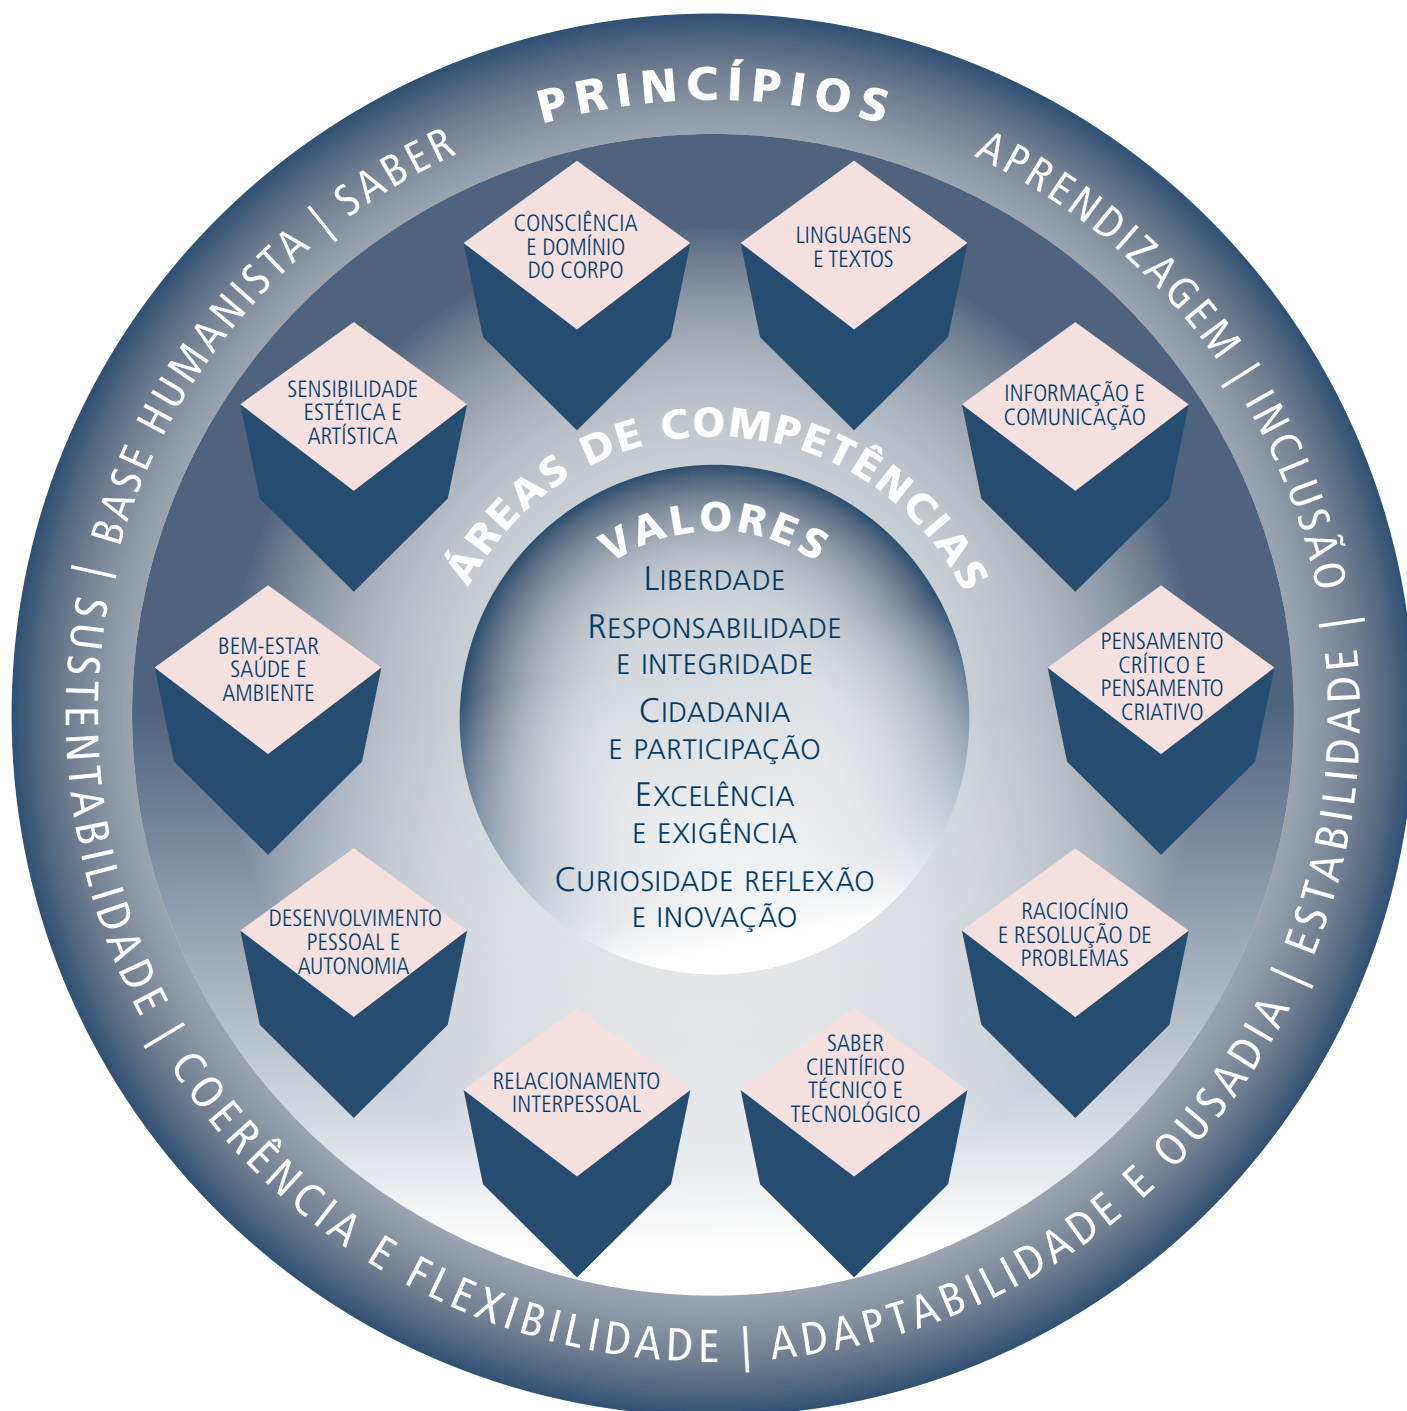 PRINCÍPIOS
APRENDIZAGEM | INCLUSÃO | ESTABILIDADE | ADAPTABILIDADE E OUSADIA | COERÊNCIA E FLEXIBILIDADE | SUSTENTABILIDADE | BASE HUMANISTA | SABER
ÁREAS DE COMPETÊNCIAS
LINGUAGENS
E TEXTOS
INFORMAÇÃO E
COMUNICAÇÃO
PENSAMENTO
CRÍTICO E
PENSAMENTO
CRIATIVO
RACIOCÍNIO
E RESOLUÇÃO DE
PROBLEMAS
SABER
CIENTÍFICO
TÉCNICO E
TECNOLÓGICO
RELACIONAMENTO
INTERPESSOAL
DESENVOLVIMENTO
PESSOAL E
AUTONOMIA
BEM-ESTAR
SAÚDE E
AMBIENTE
SENSIBILIDADE
ESTÉTICA E
ARTÍSTICA
CONSCIÊNCIA
E DOMÍNIO
DO CORPO
VALORES
LIBERDADE
RESPONSABILIDADE
E INTEGRIDADE
CIDADANIA
E PARTICIPAÇÃO
EXCELÊNCIA
E EXIGÊNCIA
CURIOSIDADE REFLEXÃO
E INOVAÇÃO